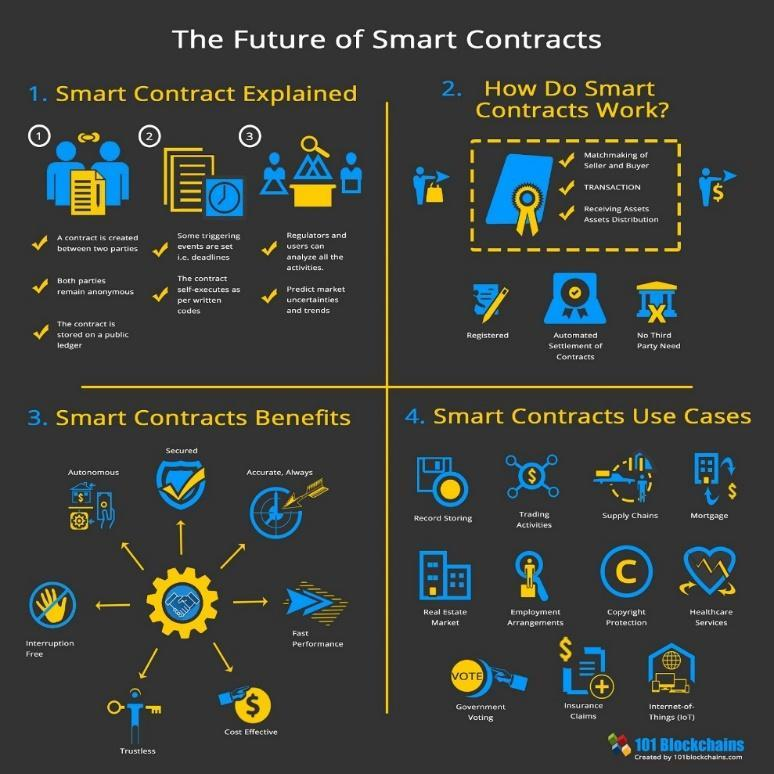 The Future of Smart Contracts
1. Smart Contract Explained
1
2
3
A contract is created
between two parties
Both parties
remain anonymous
The contract is
stored on a public
ledger
Some triggering
events are set
i.e. deadlines
The contract
self-executes as
per written
codes
Regulators and
users can
analyze all the
activities.
Predict market
uncertainties
and trends
2. How Do Smart
Contracts Work?
Matchmaking of
Seller and Buyer
TRANSACTION
Receiving Assets
Assets Distribution
$
Registered
Automated
Settlement of
Contracts
No Third
Party Need
3. Smart Contracts Benefits
Autonomous
$
Secured
Accurate, Always
Interruption
Free
Fast
Performance
Trustless
$
Cost Effective
4. Smart Contracts Use Cases
Record Storing
$
Trading
Activities
Supply Chains
$
Mortgage
Real Estate
Market
Employment
Arrangements
C
Copyright
Protection
Healthcare
Services
VOTE
Government
Voting
$
Insurance
Claims
Internet-of-
Things (IoT)
101 Blockchains
Created by 101blockchains.com